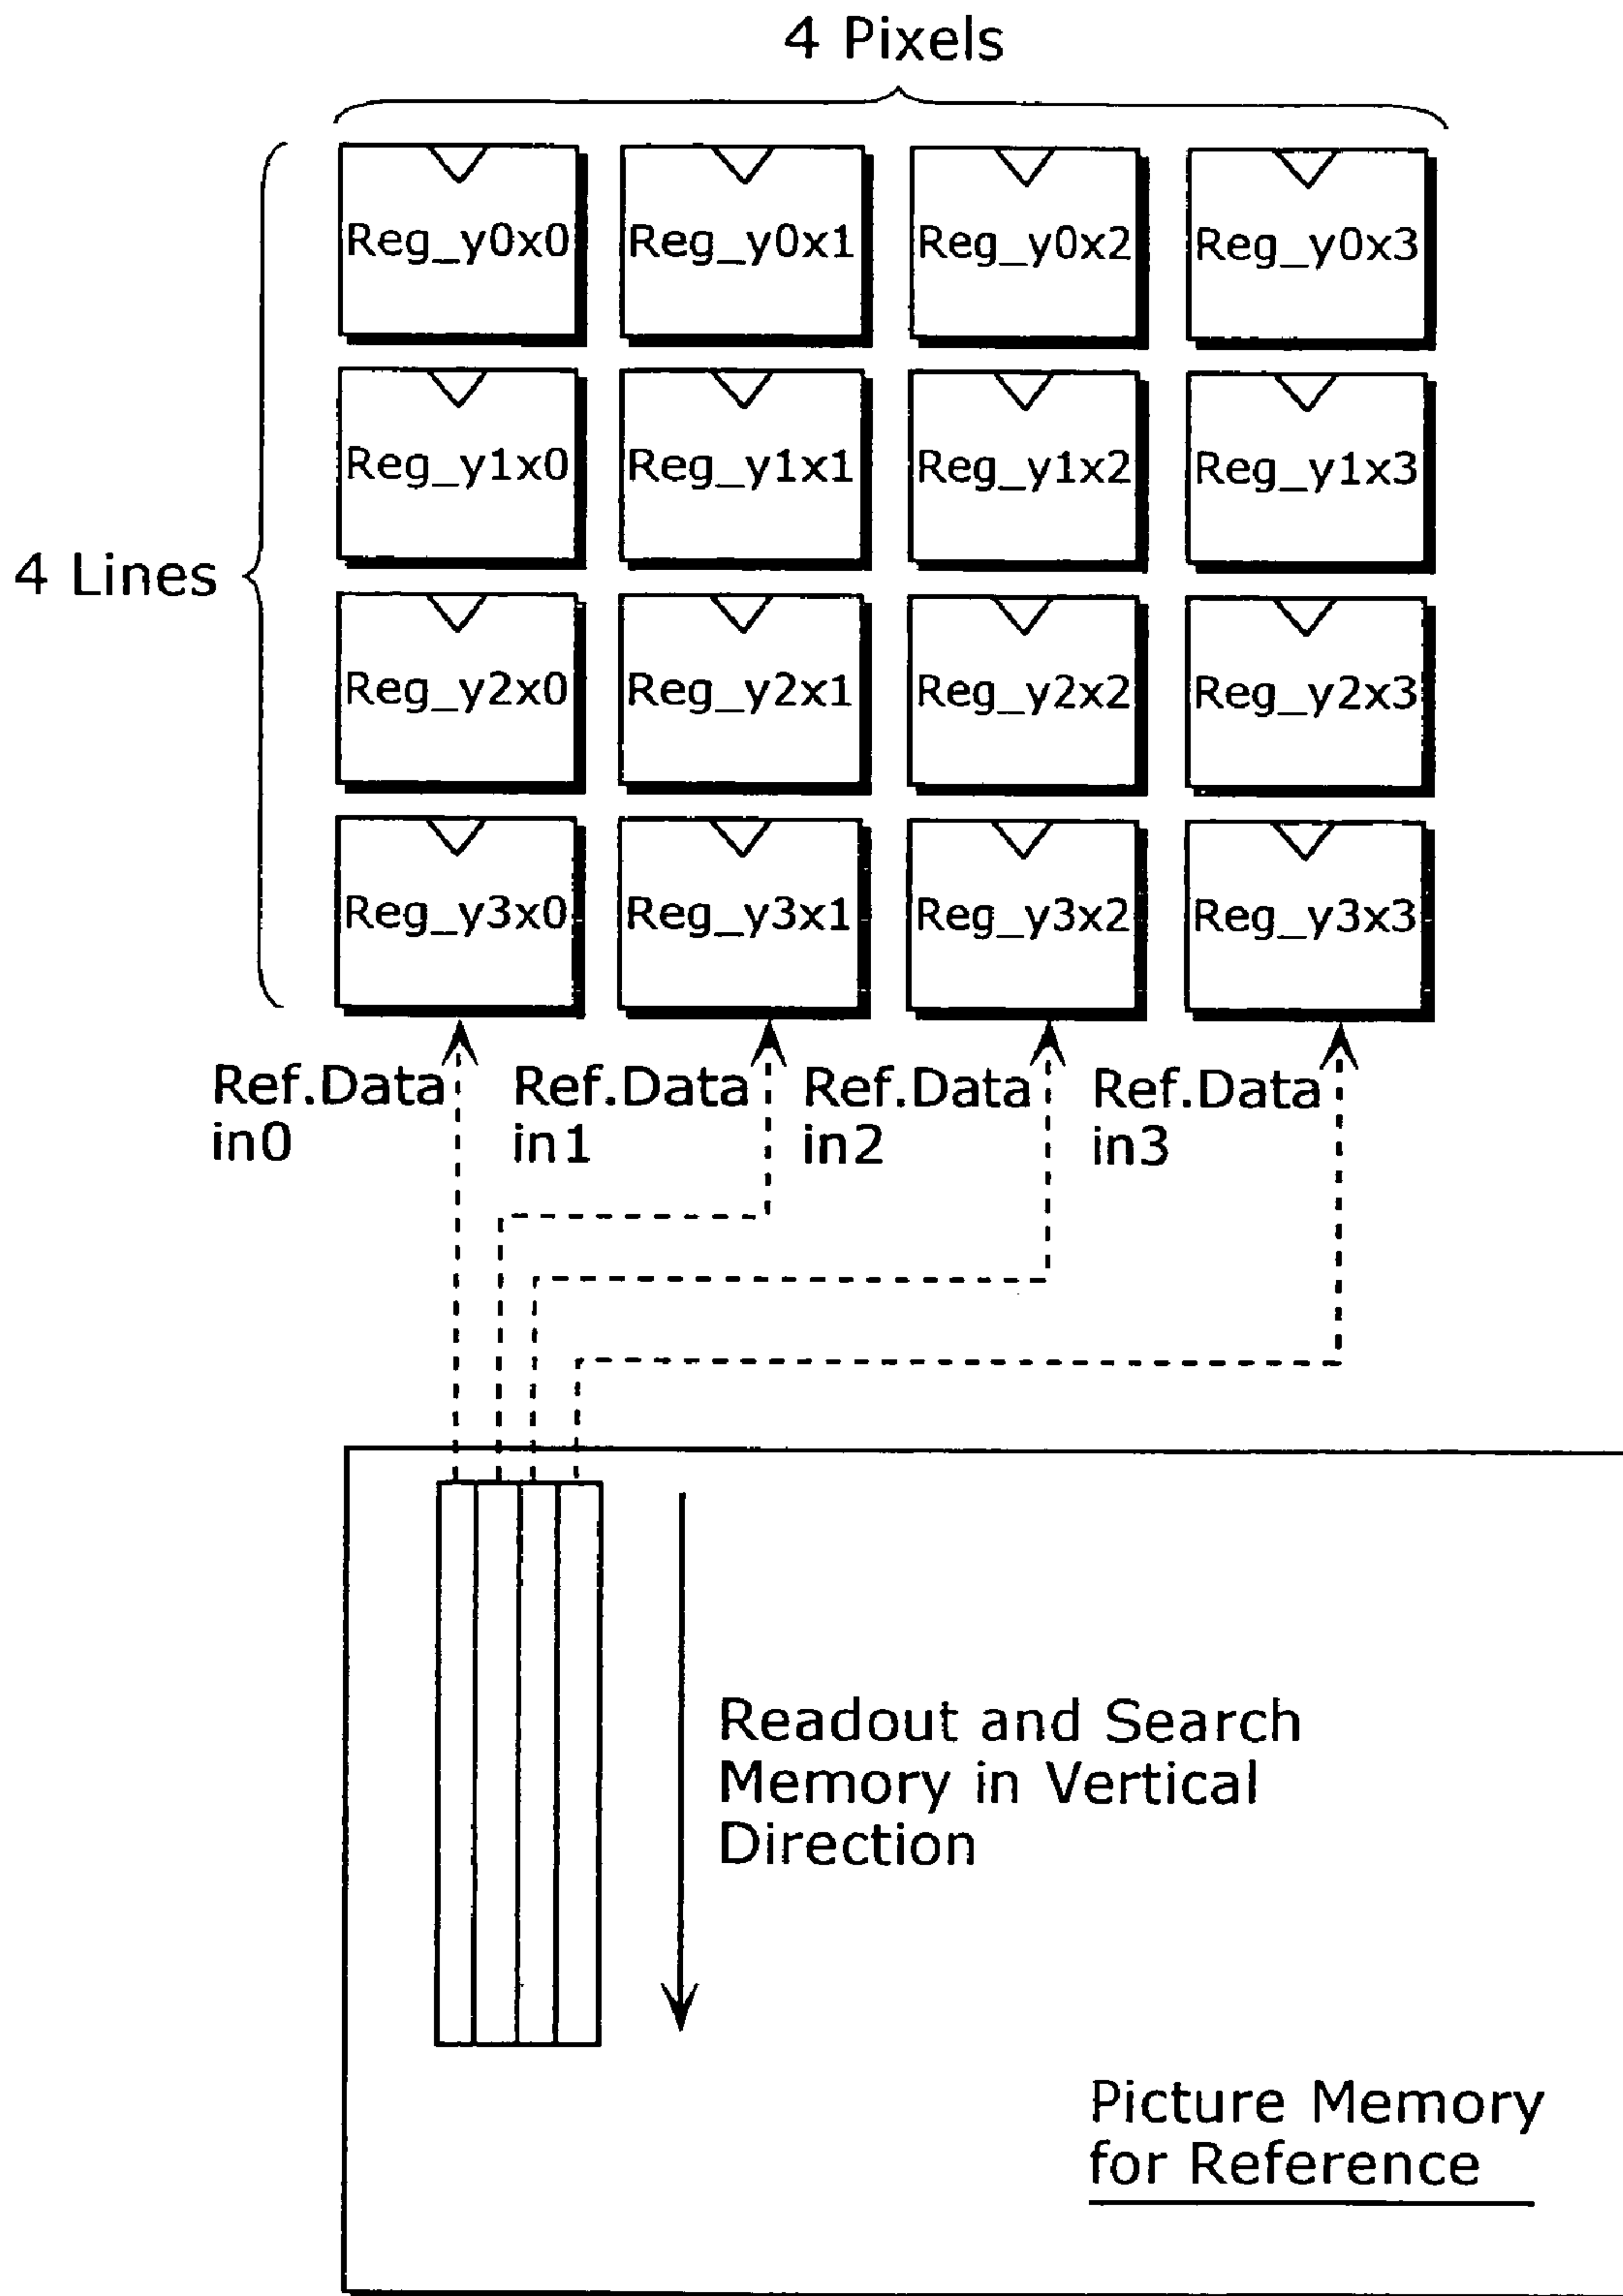 4 Pixels
Reg_y0x0 Reg_y0x1 Reg_y0x2 Reg_y0x3
Reg_y1x0 Reg_y1x1 Reg_y1x2 Reg_y1x3
4 Lines
Reg_y2x0 Reg_y2x1 Reg_y2x2 Reg_y2x3
Reg_y3x0 Reg_y3x1 Reg_y3x2 Reg_y3x3
Ref.Data in0
Ref.Data in1
Ref.Data in2
Ref.Data in3
Readout and Search
Memory in Vertical
Direction
Picture Memory
for Reference